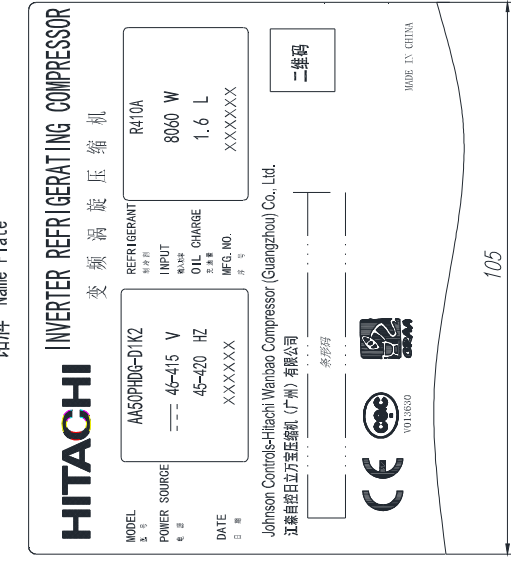 铭牌 Name Plate
HITACHI
INVERTER REFRIGERATING COMPRESSOR
变频涡旋压缩机
MODEL AA50PHDG-D1K2 REFRIGERANT R410A
型号 制冷剂
POWER SOURCE 46-415 V INPUT 8060 W
电源 输入功率
45-420 HZ OIL CHARGE 1.6 L
充油量
DATE XXXXXX MFG. NO. XXXXXX
日期 序号
Johnson Controls-Hitachi Wanbao Compressor (Guangzhou) Co., Ltd.
江森自控日立万宝压缩机（广州）有限公司
二维码
条形码
CE
CQC
V013630
CRAA
MADE IN CHINA
105